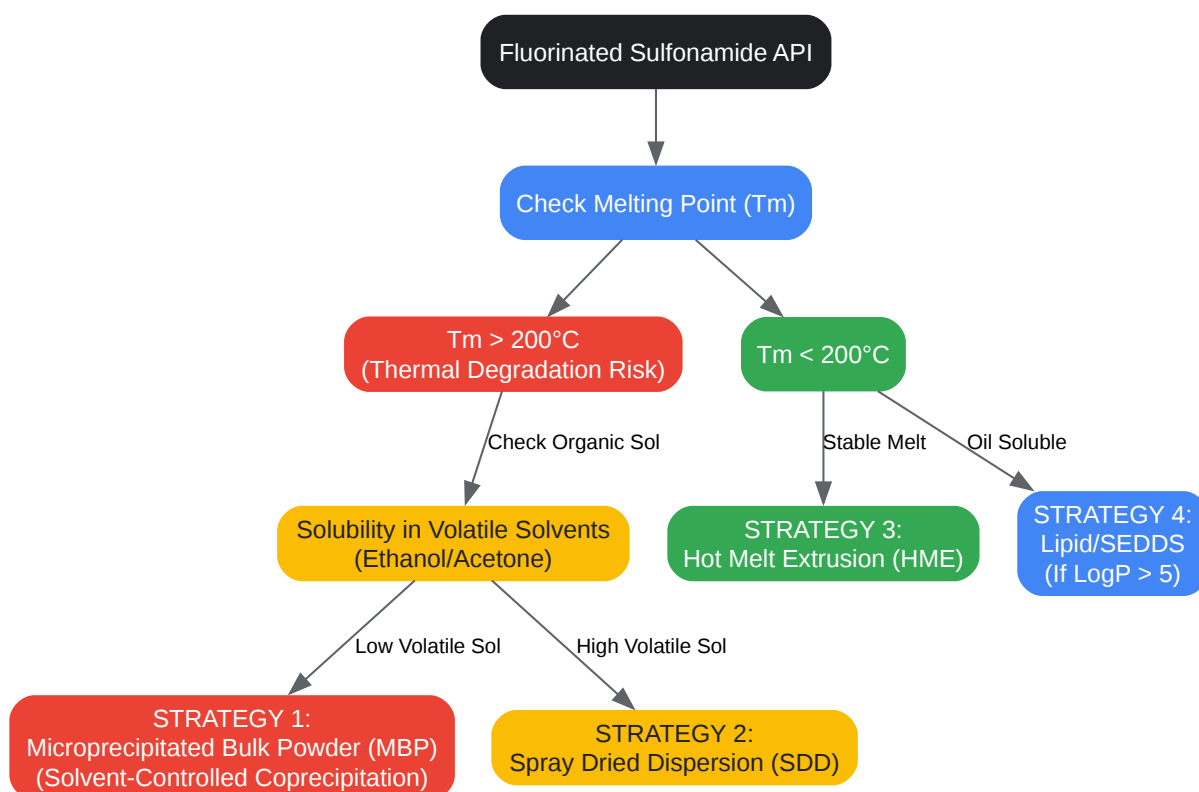 Fluorinated Sulfonamide API
Check Melting Point (Tm)
Tm > 200°C
(Thermal Degradation Risk)
Tm < 200°C
Check Organic Sol
Stable Melt
Oil Soluble
Solubility in Volatile Solvents
(Ethanol/Acetone)
STRATEGY 3:
Hot Melt Extrusion (HME)
STRATEGY 4:
Lipid/SEDDS
(If LogP > 5)
Low Volatile Sol
High Volatile Sol
STRATEGY 1:
Microprecipitated Bulk Powder (MBP)
(Solvent-Controlled Coprecipitation)
STRATEGY 2:
Spray Dried Dispersion (SDD)